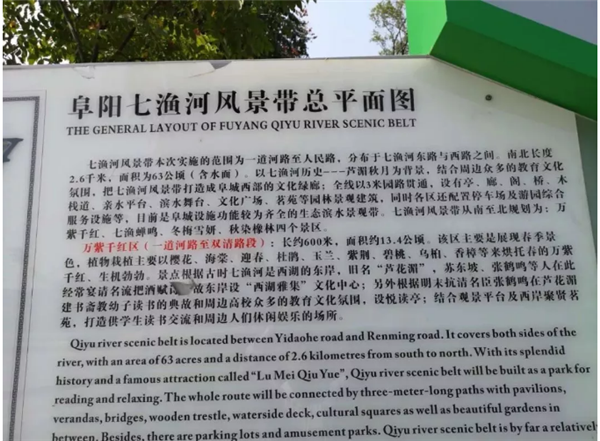 阜阳七渔河风景带总平面图
THE GENERAL LAYOUT OF FUYANG QIYU RIVER SCENIC BELT
七渔河风景带本次实施的范围为一道河路至人民路，分布于七渔河东路与西路之间。南北长度
2.6千米，面积为63公顷（含水面）。以七渔河历史---芦湄秋月为背景，结合周边众多的教育文化
氛围，把七渔河风景带打造成阜城西部的文化绿廊；全线以3米园路贯通，设有亭、廊、阁、桥、木
栈道、亲水平台、滨水舞台、文化广场、茗苑等园林景观建筑，同时各区还配置停车场及游园综合
服务设施等，目前是阜城设施功能较为齐全的生态滨水景观带。七渔河风景带从南至北规划为：万
紫千红、七渔蝉鸣、冬梅雪妍，秋染橡林四个景区。
万紫千红区（一道河路至双清路段）：长约600米，面积约13.4公顷。该区主要是展现春季景
色，植物栽植主要以樱花、海棠、迎春、杜鹃、玉兰、紫荆、碧桃、乌桕、香樟等来烘托春的万紫
千红、生机勃勃。景点根据古时七渔河是西湖的东岸，旧名“芦花湄”，苏东坡、张鹤鸣等人在此
经常宴请名流把酒赋 故东岸设“西湖雅集”文化中心；另外根据明末抗清名臣张鹤鸣在芦花湄
建书斋教幼子读书的典故和周边高校众多的教育文化氛围，设悦读亭；结合观景平台及西岸聚贤茗
苑，打造供学生读书交流和周边人们休闲娱乐的场所。
Qiyu river scenic belt is located between Yidaohe road and Renming road. It covers both sides of the
river, with an area of 63 acres and a distance of 2.6 kilometres from south to north. With its splendid
history and a famous attraction called “Lu Mei Qiu Yue”, Qiyu river scenic belt will be built as a park for
reading and relaxing. The whole route will be connected by three-meter-long paths with pavilions,
verandas, bridges, wooden trestle, waterside deck, cultural squares as well as beautiful gardens in
between. Besides, there are parking lots and amusement parks. Qiyu river scenic belt is by far a relatively